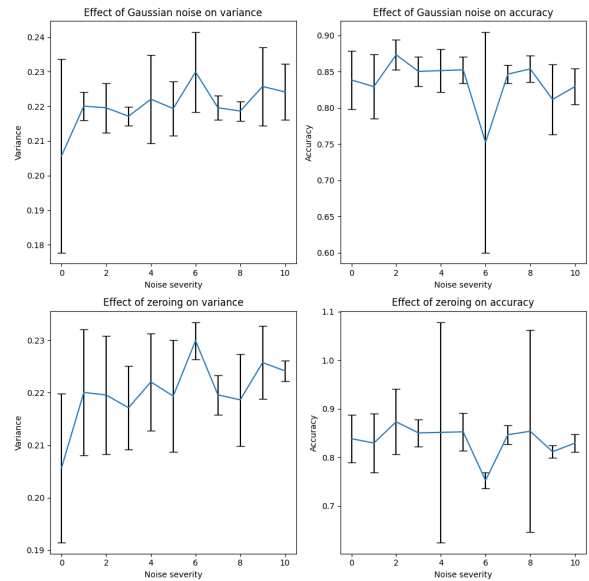 Effect of Gaussian noise on variance
0.24
0.23
0.22
0.21
0.20
0.19
0.18
Variance
0 2 4 6 8 10
Noise severity
Effect of Gaussian noise on accuracy
0.90
0.85
0.80
0.75
0.70
0.65
0.60
Accuracy
0 2 4 6 8 10
Noise severity
Effect of zeroing on variance
0.23
0.22
0.21
0.20
0.19
Variance
0 2 4 6 8 10
Noise severity
Effect of zeroing on accuracy
1.1
1.0
0.9
0.8
0.7
Accuracy
0 2 4 6 8 10
Noise severity